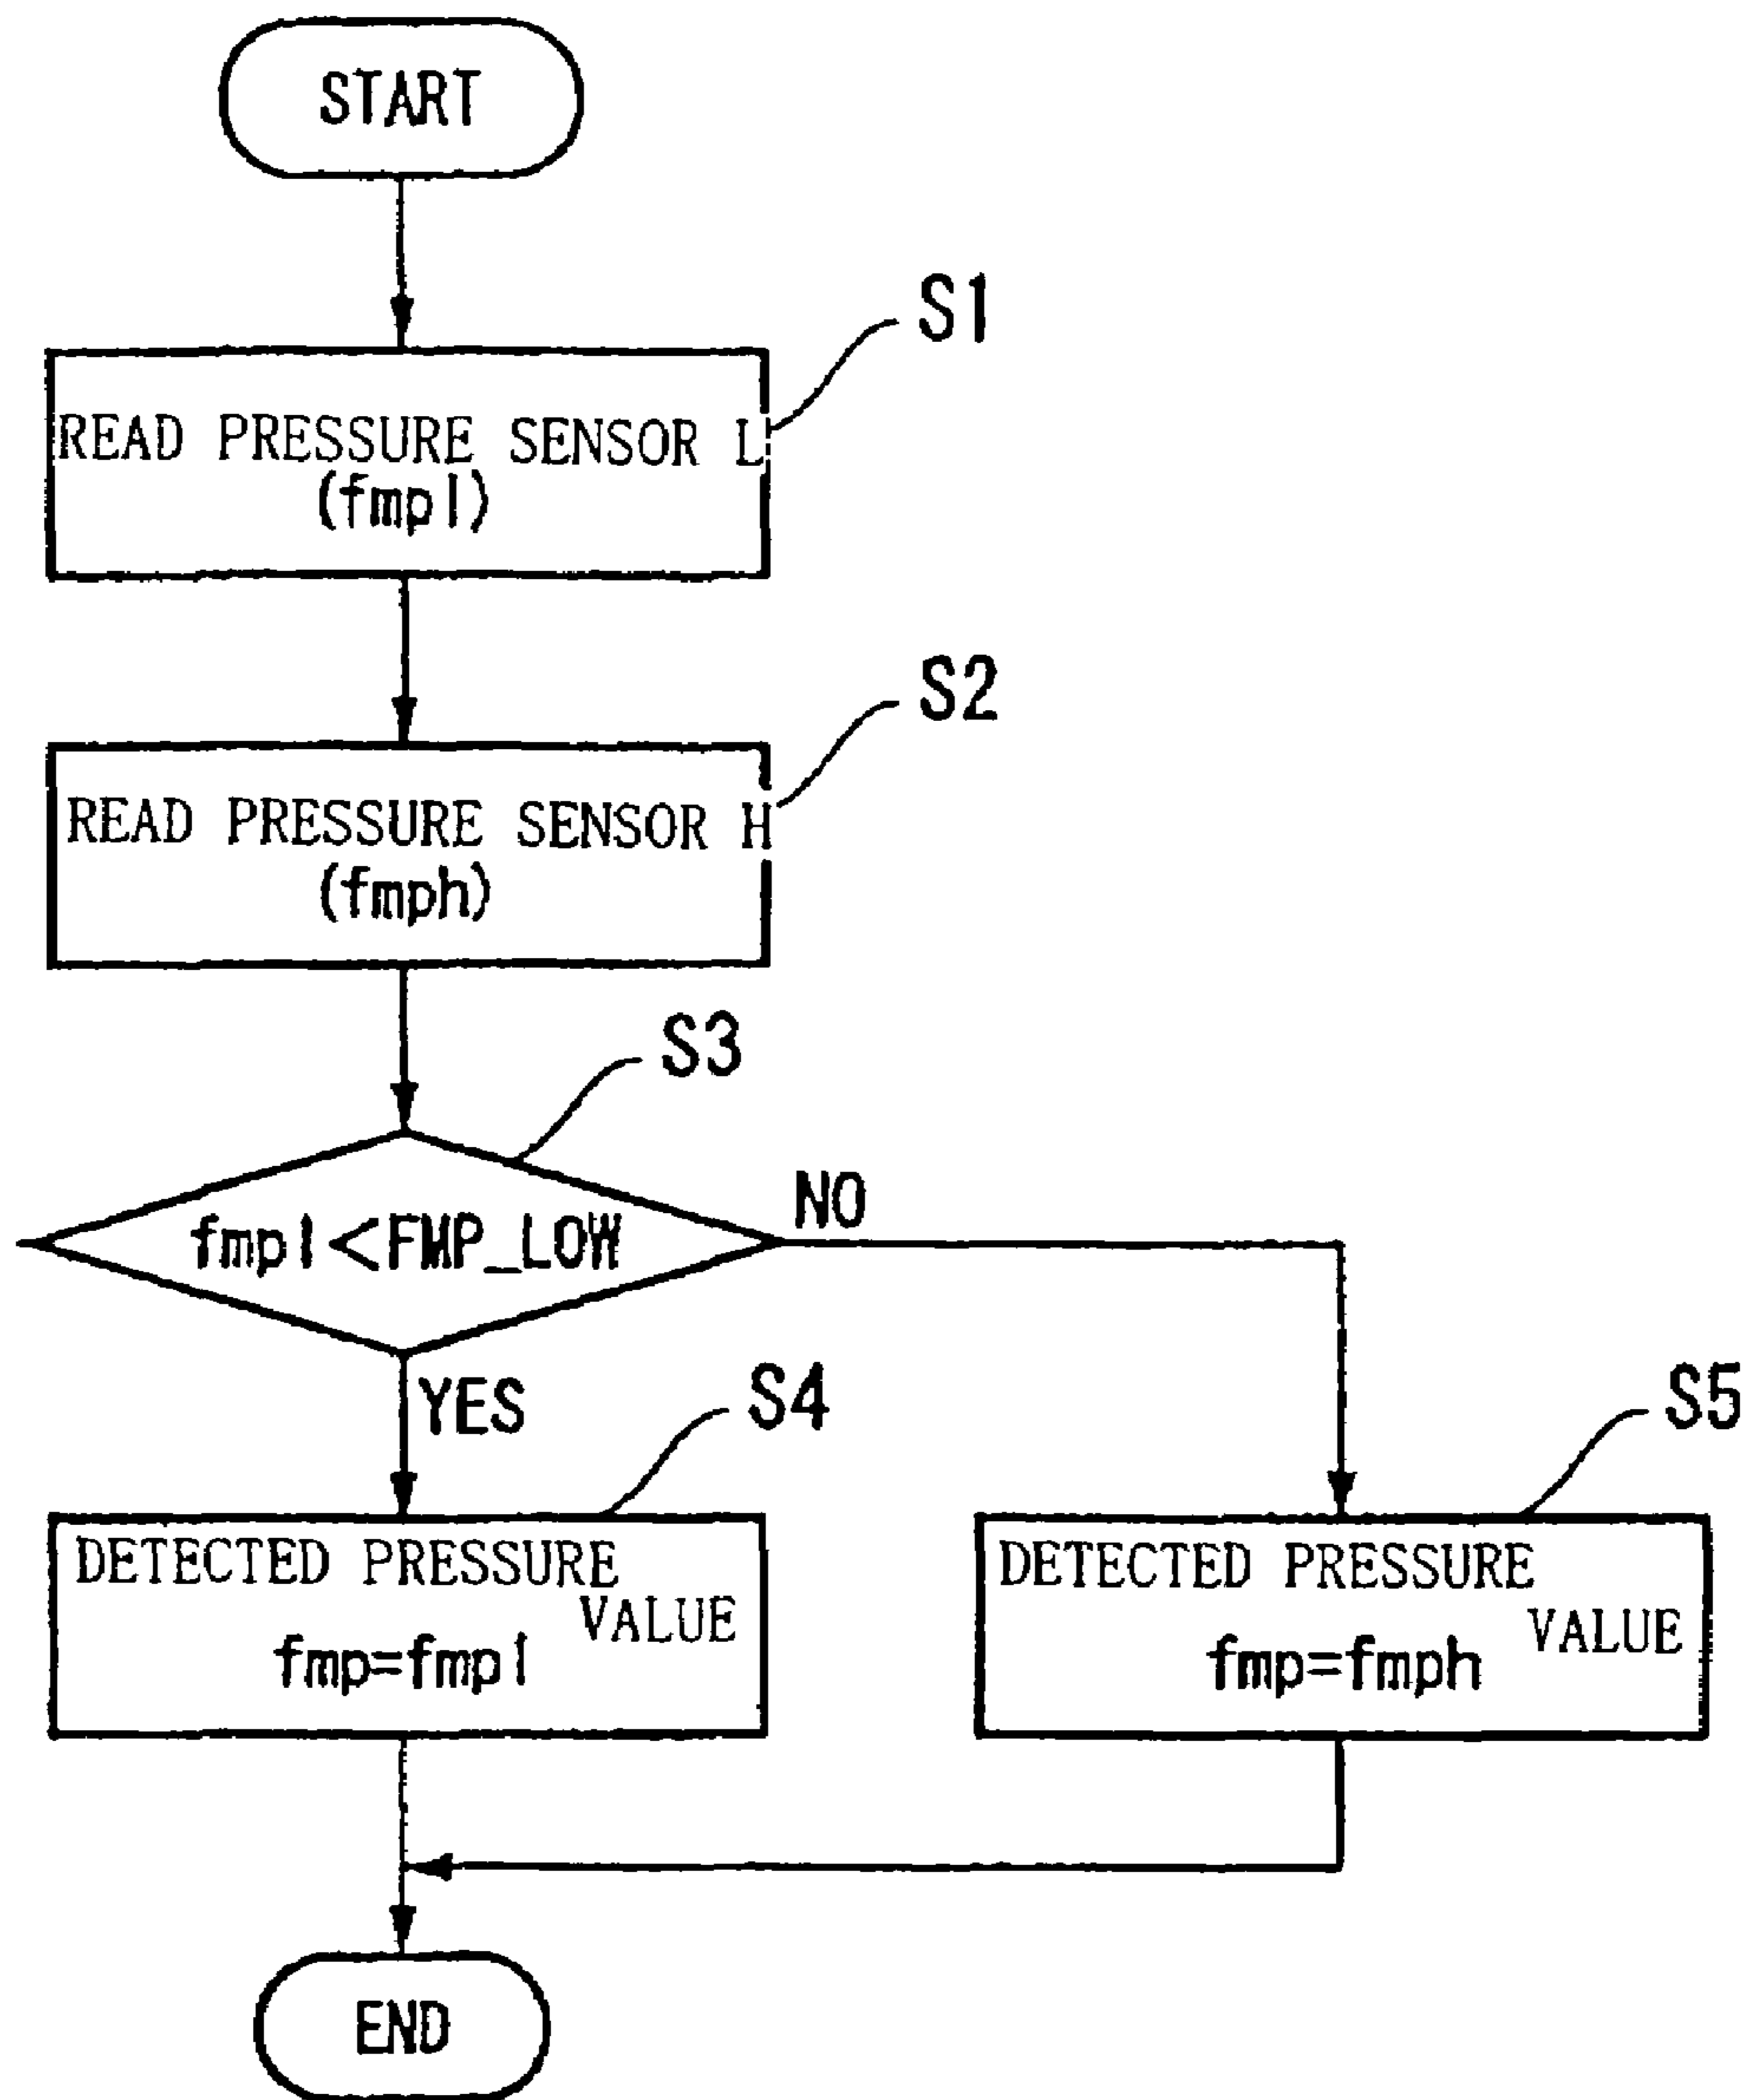 START
S1
READ PRESSURE SENSOR L
(fmpl)
S2
READ PRESSURE SENSOR H
(fmph)
S3
fmpl<FMP_LOW
NO
YES
S4
DETECTED PRESSURE
VALUE
fmp=fmpl
S5
DETECTED PRESSURE
VALUE
fmp=fmph
END